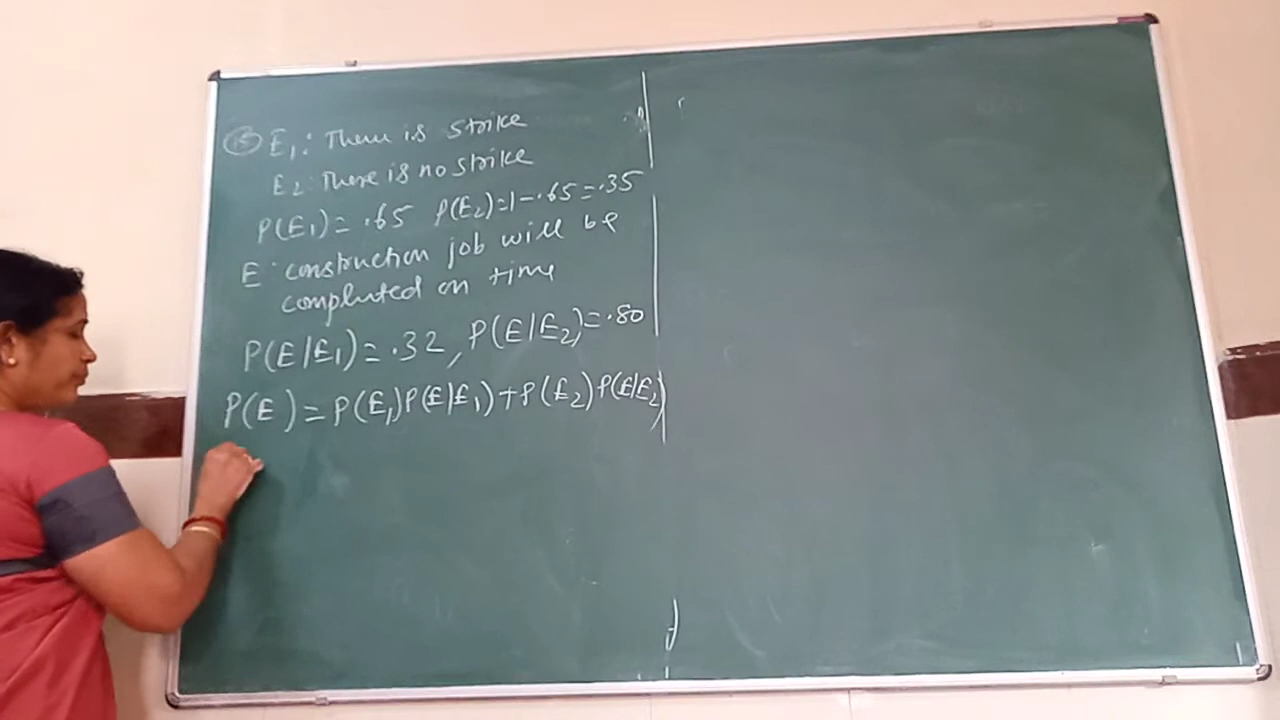 15 E₁: There is strike
E₂: There is no strike
P(E₁) = .65 P(E₂) = 1 - .65 = .35
E: construction job will be
completed on time
P(E/E₁) = .32, P(E/E₂) = .80
P(E) = P(E₁)P(E/E₁) + P(E₂)P(E/E₂)